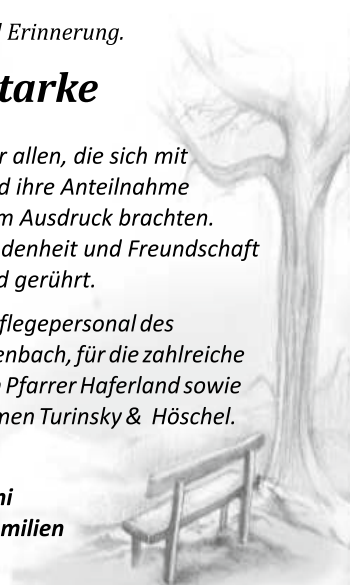 Erinnerung.
tarke
r allen, die sich mit
d ihre Anteilnahme
m Ausdruck brachten.
denheit und Freundschaft
d gerührt.
flegepersonal des
enbach, für die zahlreiche
Pfarrer Haferland sowie
men Turinsky & Höschel.
ni
milien